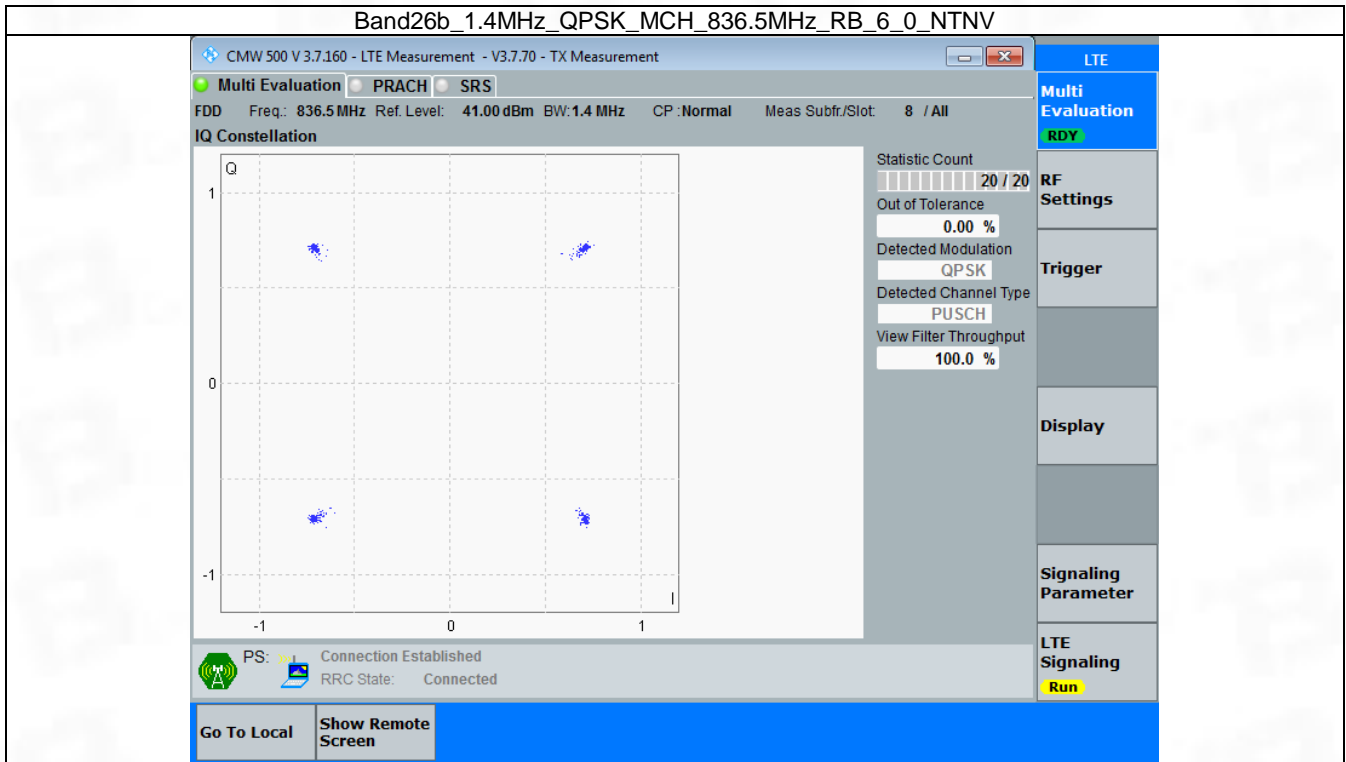 Band26b_1.4MHz_QPSK_MCH_836.5MHz_RB_6_0_NTNV
CMW 500 V 3.7.160 - LTE Measurement - V3.7.70 - TX Measurement
LTE
Multi Evaluation PRACH SRS
FDD Freq.: 836.5 MHz Ref. Level: 41.00 dBm BW: 1.4 MHz CP : Normal Meas Subfr./Slot: 8 / All
IQ Constellation
Q
1
0
-1
I
-1 0 1
Statistic Count
20 / 20
Out of Tolerance
0.00 %
Detected Modulation
QPSK
Detected Channel Type
PUSCH
View Filter Throughput
100.0 %
Multi
Evaluation
RDY
RF
Settings
Trigger
Display
Signaling
Parameter
LTE
Signaling
Run
PS: Connection Established
RRC State: Connected
Go To Local
Show Remote
Screen